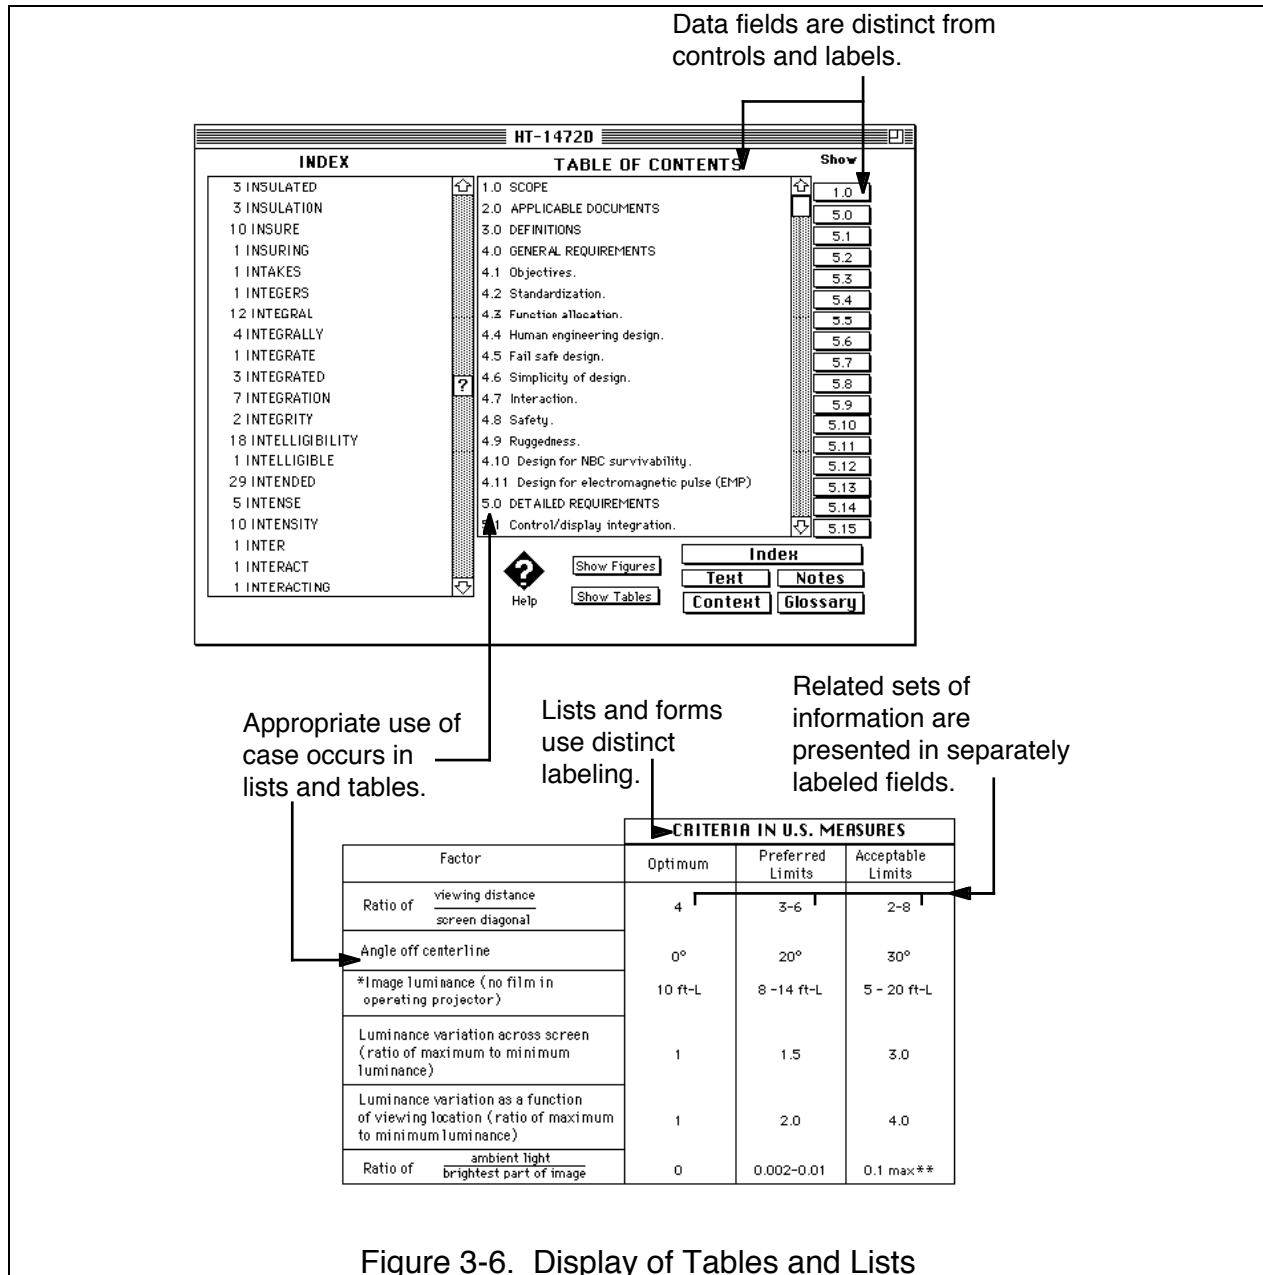 Data fields are distinct from
controls and labels.
HT-1472D
INDEX
3 INSULATED
3 INSULATION
10 INSURE
1 INSURING
1 INTAKES
1 INTEGERS
12 INTEGRAL
4 INTEGRALLY
1 INTEGRATE
3 INTEGRATED
7 INTEGRATION
2 INTEGRITY
18 INTELLIGIBILITY
1 INTELLIGIBLE
29 INTENDED
5 INTENSE
10 INTENSITY
1 INTER
1 INTERACT
1 INTERACTING
?
TABLE OF CONTENTS
1.0 SCOPE
2.0 APPLICABLE DOCUMENTS
3.0 DEFINITIONS
4.0 GENERAL REQUIREMENTS
4.1 Objectives.
4.2 Standardization.
4.3 Function allocation.
4.4 Human engineering design.
4.5 Fail safe design.
4.6 Simplicity of design.
4.7 Interaction.
4.8 Safety.
4.9 Ruggedness.
4.10 Design for NBC survivability.
4.11 Design for electromagnetic pulse (EMP)
5.0 DETAILED REQUIREMENTS
5.1 Control/display integration.
Show
1.0
5.0
5.1
5.2
5.3
5.4
5.5
5.6
5.7
5.8
5.9
5.10
5.11
5.12
5.13
5.14
5.15
?
Help
Show Figures
Show Tables
Index
Text Notes
Context Glossary
Appropriate use of
case occurs in
lists and tables.
Lists and forms
use distinct
labeling.
Related sets of
information are
presented in separately
labeled fields.
CRITERIA IN U.S. MEASURES
Factor Optimum Preferred Limits Acceptable Limits
Ratio of viewing distance
screen diagonal 4 3-6 2-8
Angle off centerline 0° 20° 30°
*Image luminance (no film in
operating projector) 10 ft-L 8 -14 ft-L 5 - 20 ft-L
Luminance variation across screen
(ratio of maximum to minimum
luminance) 1 1.5 3.0
Luminance variation as a function
of viewing location (ratio of maximum
to minimum luminance) 1 2.0 4.0
Ratio of ambient light
brightest part of image 0 0.002-0.01 0.1 max**
Figure 3-6. Display of Tables and Lists